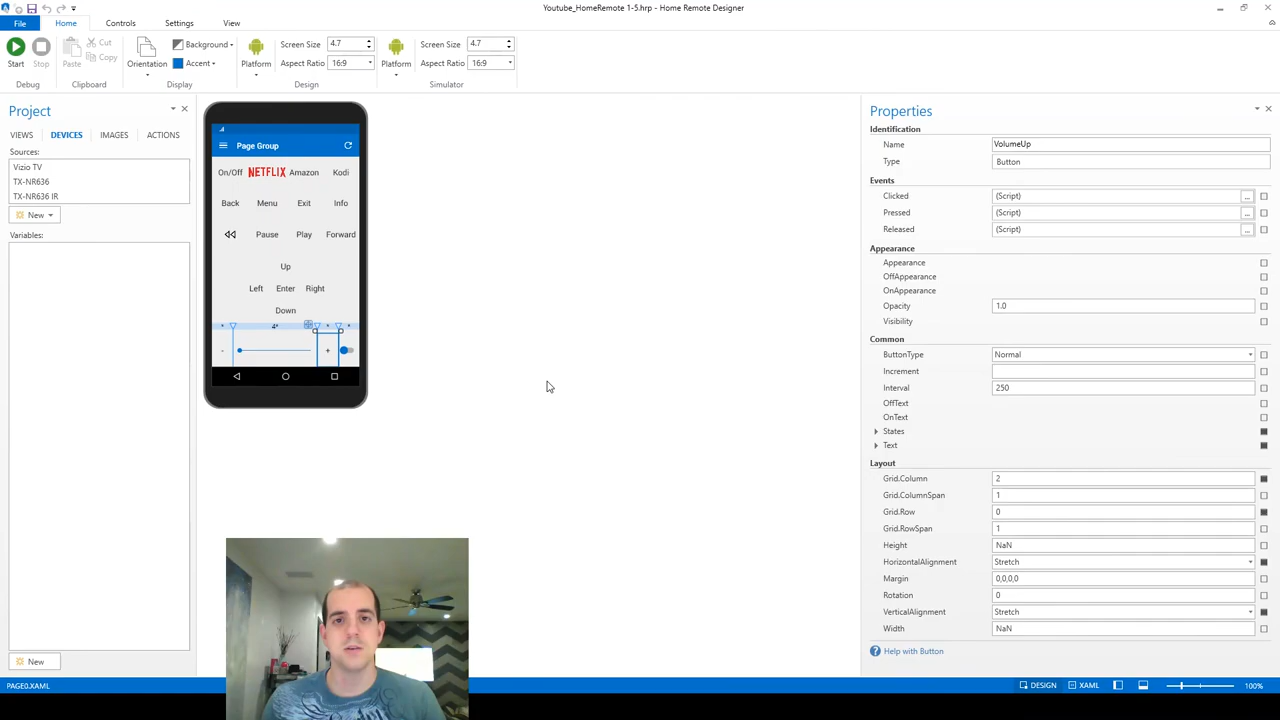 Youtube_HomeRemote 1-5.hrp - Home Remote Designer
File Home Controls Settings View
Start Stop Paste Cut Copy Orientation Background Accent Platform Screen Size 4.7 Aspect Ratio 16:9 Platform Screen Size 4.7 Aspect Ratio 16:9
Debug Clipboard Display Design Simulator
Project
VIEWS DEVICES IMAGES ACTIONS
Sources:
Vizio TV
TX-NR636
TX-NR636 IR
New
Variables:
New
Page Group
On/Off NETFLIX Amazon Kodi
Back Menu Exit Info
Pause Play Forward
Up
Left Enter Right
Down
* 4* * *
- +
Properties
Identification
Name VolumeUp
Type Button
Events
Clicked (Script) ...
Pressed (Script) ...
Released (Script) ...
Appearance
Appearance
OffAppearance
OnAppearance
Opacity 1.0
Visibility
Common
ButtonType Normal
Increment
Interval 250
OffText
OnText
States
Text
Layout
Grid.Column 2
Grid.ColumnSpan 1
Grid.Row 0
Grid.RowSpan 1
Height NaN
HorizontalAlignment Stretch
Margin 0,0,0,0
Rotation 0
VerticalAlignment Stretch
Width NaN
Help with Button
PAGE0.XAML DESIGN XAML 100%